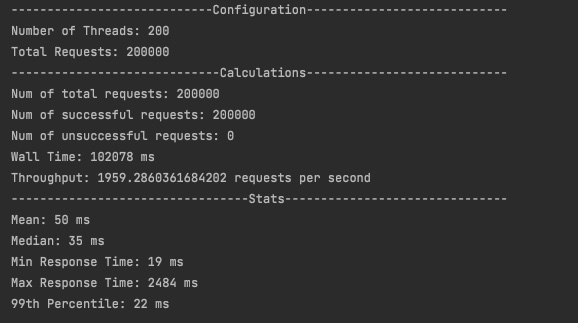 ----------------------------Configuration----------------------------
Number of Threads: 200
Total Requests: 200000
-----------------------------Calculations----------------------------
Num of total requests: 200000
Num of successful requests: 200000
Num of unsuccessful requests: 0
Wall Time: 102078 ms
Throughput: 1959.2860361684202 requests per second
---------------------------------Stats-------------------------------
Mean: 50 ms
Median: 35 ms
Min Response Time: 19 ms
Max Response Time: 2484 ms
99th Percentile: 22 ms